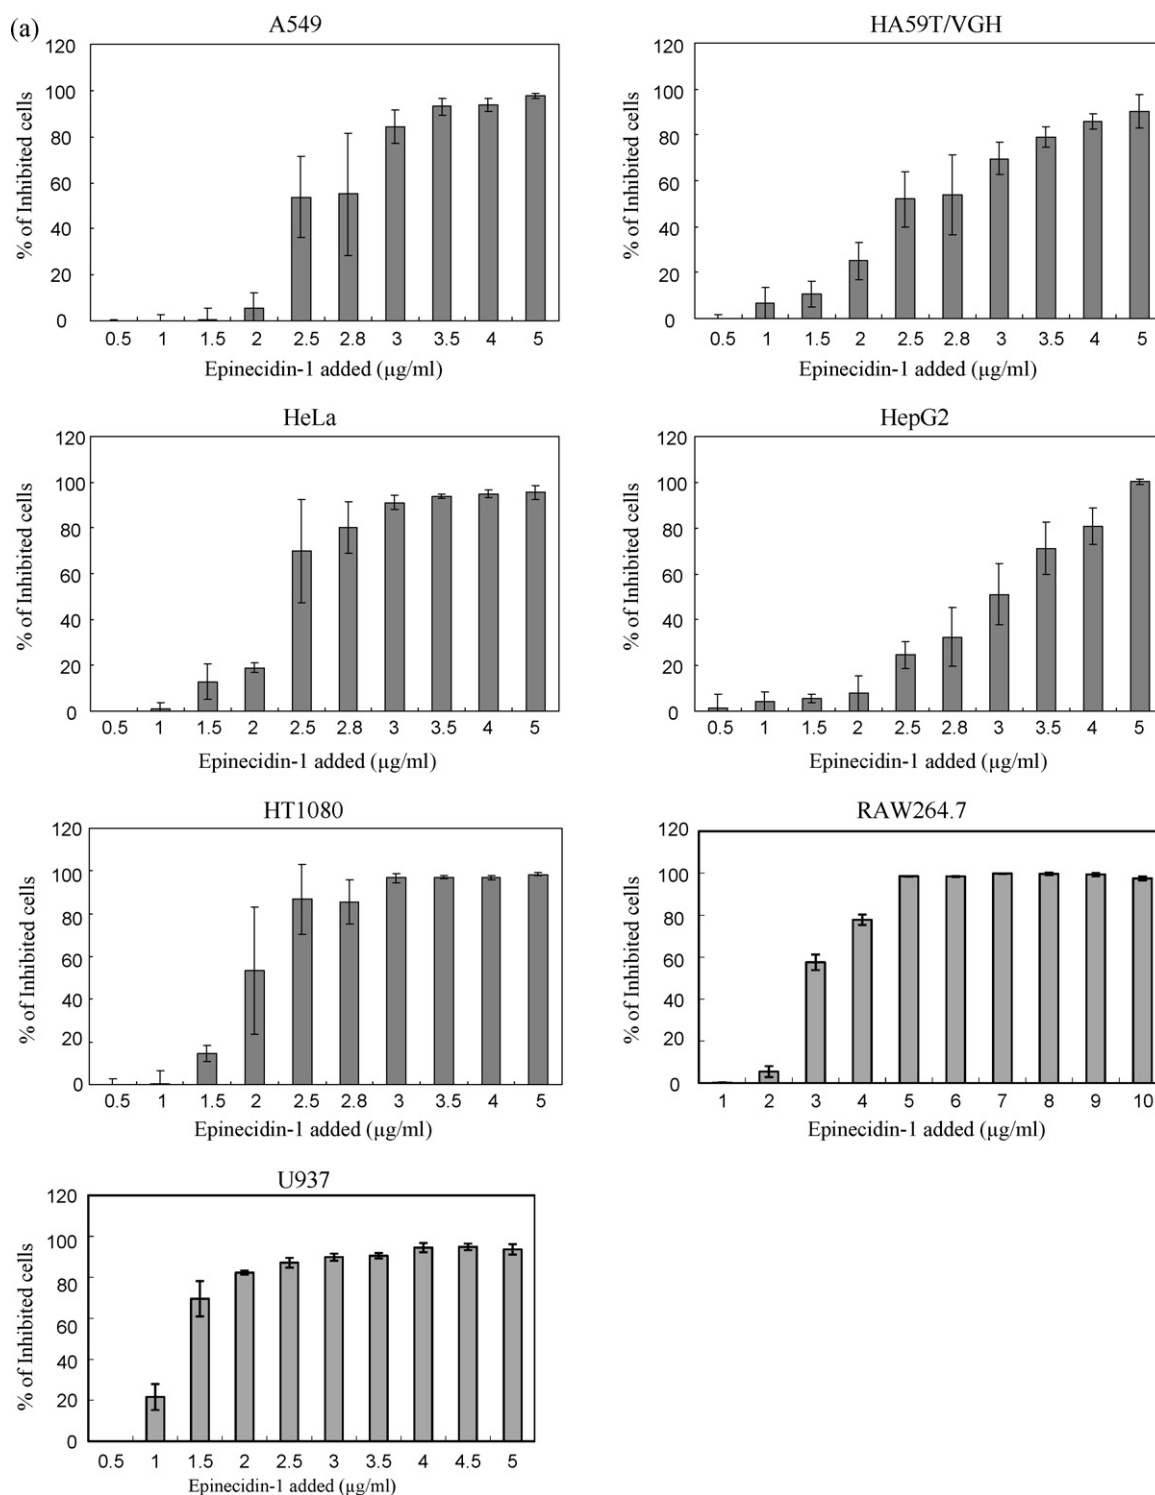 (a)
A549
% of Inhibited cells
120
100
80
60
40
20
0
0.5 1 1.5 2 2.5 2.8 3 3.5 4 5
Epinecidin-1 added (μg/ml)
HA59T/VGH
% of Inhibited cells
120
100
80
60
40
20
0
0.5 1 1.5 2 2.5 2.8 3 3.5 4 5
Epinecidin-1 added (μg/ml)
HeLa
% of Inhibited cells
120
100
80
60
40
20
0
0.5 1 1.5 2 2.5 2.8 3 3.5 4 5
Epinecidin-1 added (μg/ml)
HepG2
% of Inhibited cells
120
100
80
60
40
20
0
0.5 1 1.5 2 2.5 2.8 3 3.5 4 5
Epinecidin-1 added (μg/ml)
HT1080
% of Inhibited cells
120
100
80
60
40
20
0
0.5 1 1.5 2 2.5 2.8 3 3.5 4 5
Epinecidin-1 added (μg/ml)
RAW264.7
% of Inhibited cells
120
100
80
60
40
20
0
1 2 3 4 5 6 7 8 9 10
Epinecidin-1 added (μg/ml)
U937
% of Inhibited cells
120
100
80
60
40
20
0
0.5 1 1.5 2 2.5 3 3.5 4 4.5 5
Epinecidin-1 added (μg/ml)